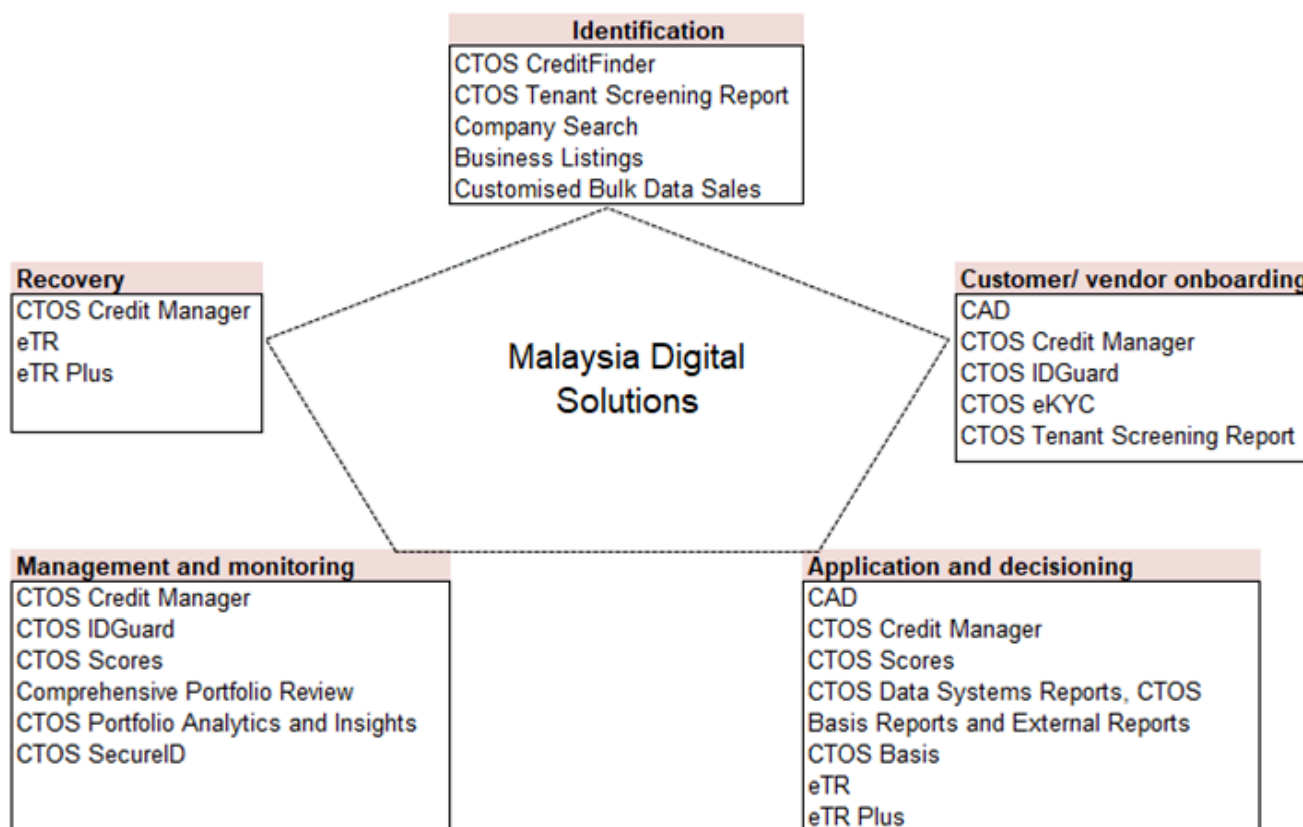 Identification
CTOS CreditFinder
CTOS Tenant Screening Report
Company Search
Business Listings
Customised Bulk Data Sales
Recovery
CTOS Credit Manager
eTR
eTR Plus
Malaysia Digital
Solutions
Customer/ vendor onboarding
CAD
CTOS Credit Manager
CTOS IDGuard
CTOS eKYC
CTOS Tenant Screening Report
Management and monitoring
CTOS Credit Manager
CTOS IDGuard
CTOS Scores
Comprehensive Portfolio Review
CTOS Portfolio Analytics and Insights
CTOS SecureID
Application and decisioning
CAD
CTOS Credit Manager
CTOS Scores
CTOS Data Systems Reports, CTOS
Basis Reports and External Reports
CTOS Basis
eTR
eTR Plus